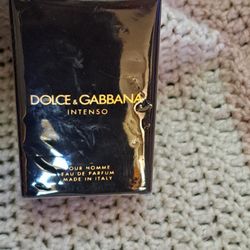 DOLCE & GABBANA
INTENSO
POUR HOMME
EAU DE PARFUM
MADE IN ITALY